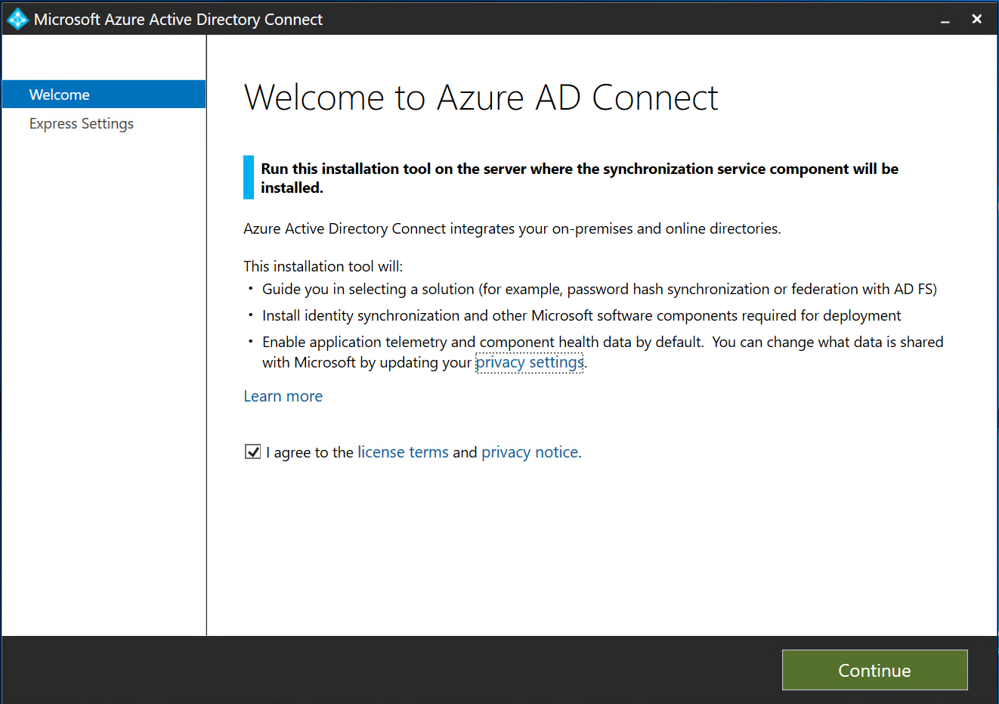 Microsoft Azure Active Directory Connect
Welcome
Express Settings
Welcome to Azure AD Connect
Run this installation tool on the server where the synchronization service component will be
installed.
Azure Active Directory Connect integrates your on-premises and online directories.
This installation tool will:
• Guide you in selecting a solution (for example, password hash synchronization or federation with AD FS)
• Install identity synchronization and other Microsoft software components required for deployment
• Enable application telemetry and component health data by default.  You can change what data is shared
with Microsoft by updating your privacy settings.
Learn more
I agree to the license terms and privacy notice.
Continue